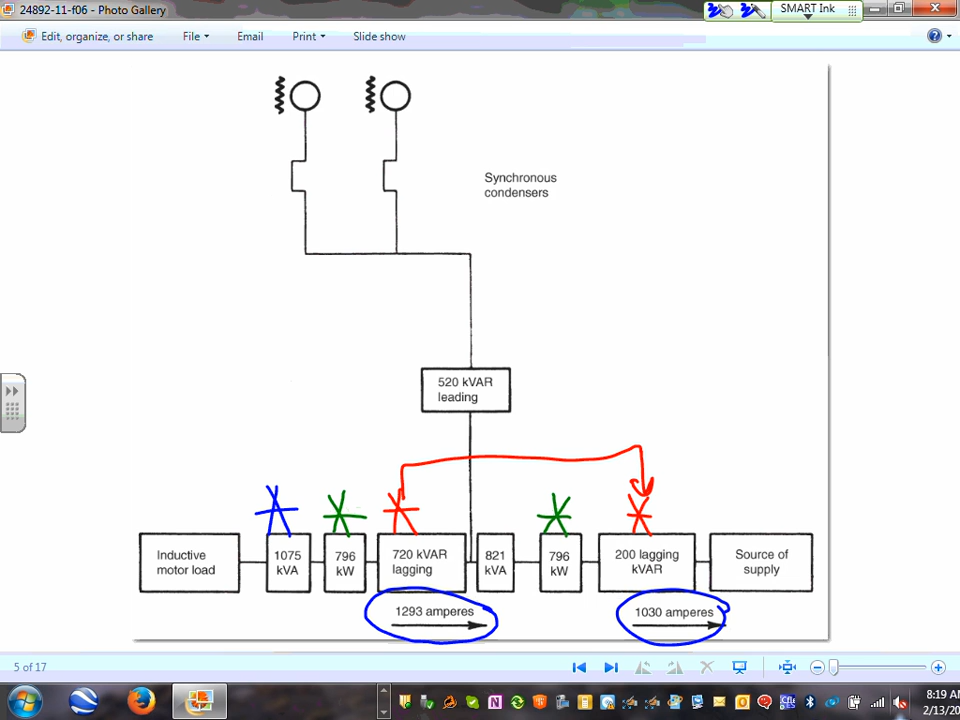 24892-11-f06 - Photo Gallery
SMART Ink
Edit, organize, or share
File
Email
Print
Slide show
Synchronous
condensers
520 kVAR
leading
Inductive
motor load
1075
kVA
796
kW
720 kVAR
lagging
821
kVA
796
kW
200 lagging
kVAR
Source of
supply
1293 amperes
1030 amperes
5 of 17
8:19 AM
2/13/20